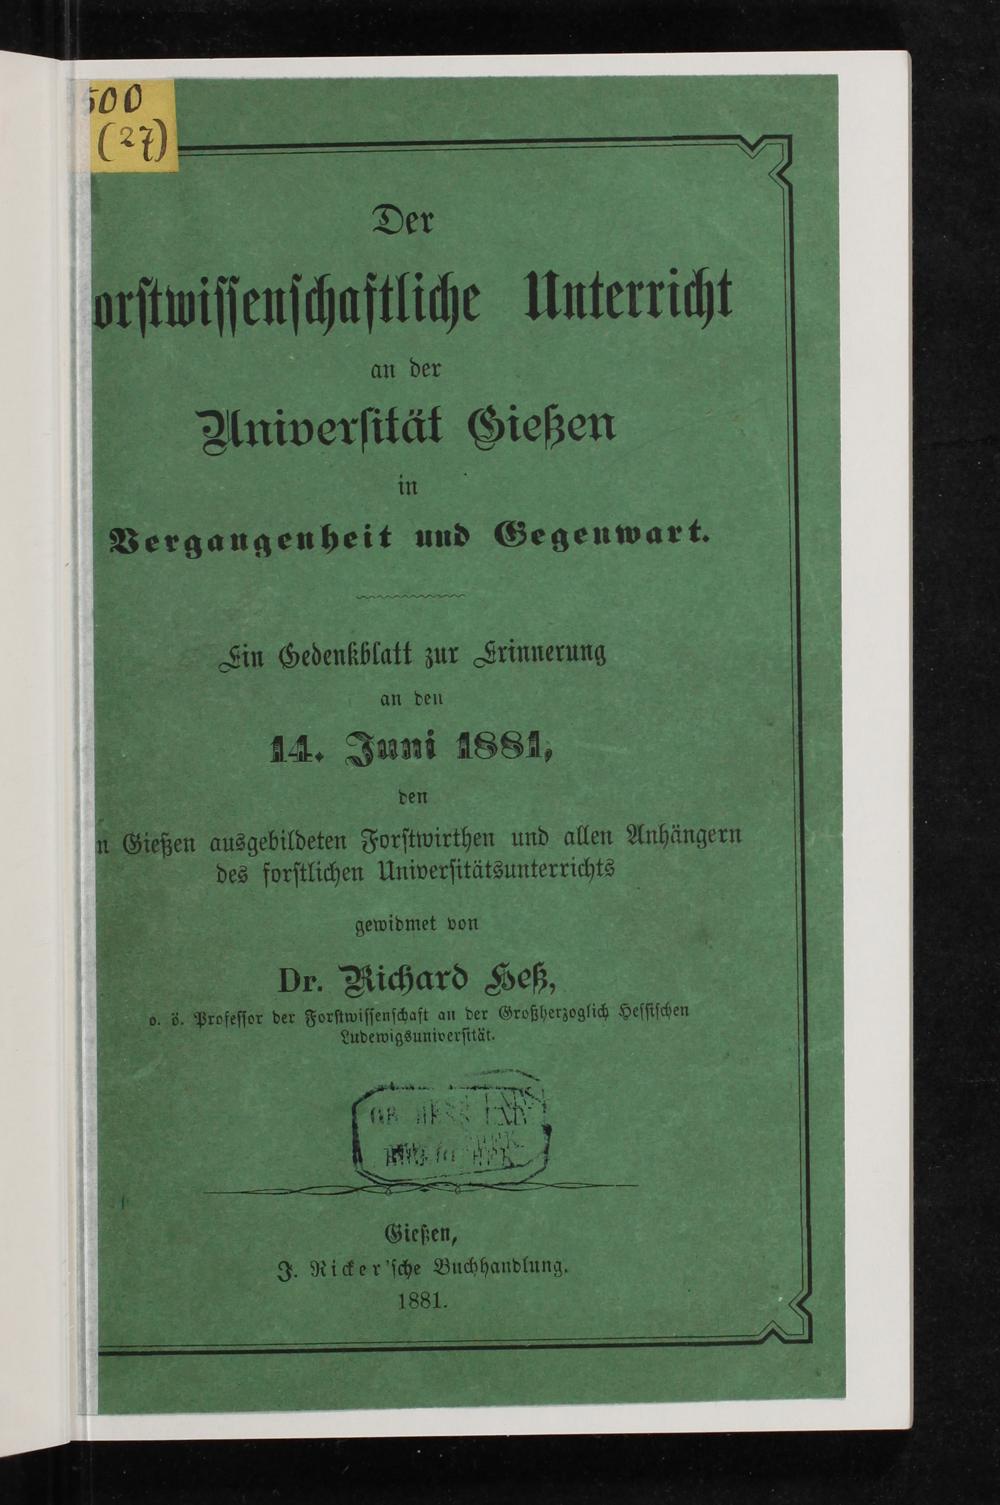 500
(27)
Der
orſtwiſſenſchaftliche Unterricht
an der
Univerſität Gießen
in
Vergangenheit und Gegenwart.
Ein Gedenkblatt zur Erinnerung
an den
14. Juni 1881,
den
n Gießen ausgebildeten Forſtwirthen und allen Anhängern
des forſtlichen Univerſitätsunterrichts
gewidmet von
Dr. Richard Heß,
o. ö. Profeſſor der Forſtwiſſenſchaft an der Großherzoglich Heſſiſchen
Ludewigsuniverſität.
Gießen,
J. Ricker'ſche Buchhandlung.
1881.